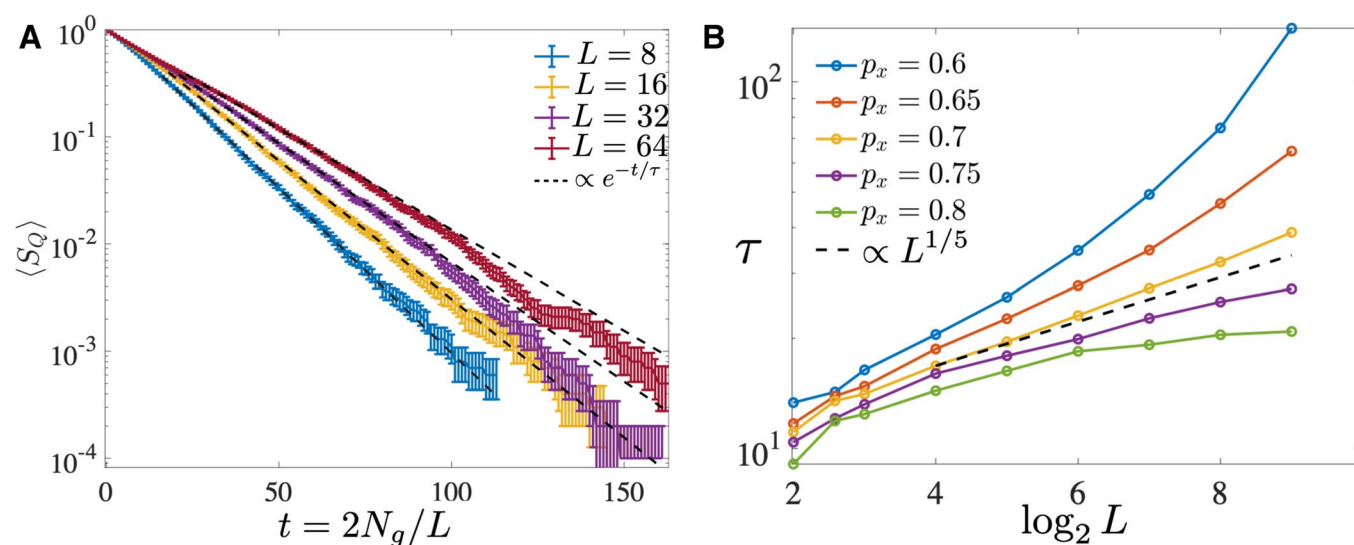 A
10^0
10^-1
10^-2
10^-3
10^-4
⟨S_Q⟩
0
50
100
150
t = 2N_g/L
L = 8
L = 16
L = 32
L = 64
∝ e^{-t/τ}
B
10^2
10^1
τ
2
4
6
8
log_2 L
p_x = 0.6
p_x = 0.65
p_x = 0.7
p_x = 0.75
p_x = 0.8
∝ L^{1/5}